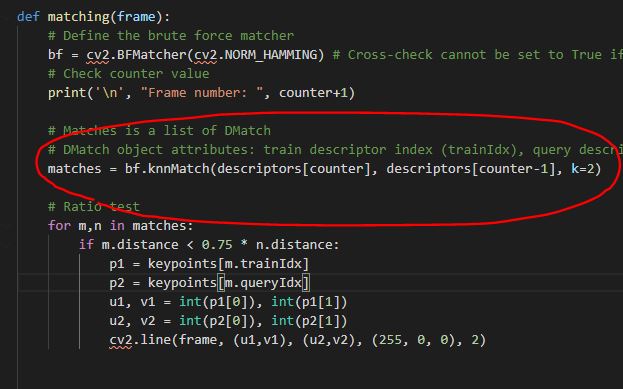 def matching(frame):
# Define the brute force matcher
bf = cv2.BFMatcher(cv2.NORM_HAMMING) # Cross-check cannot be set to True if
# Check counter value
print('\n', "Frame number: ", counter+1)
# Matches is a list of DMatch
# DMatch object attributes: train descriptor index (trainIdx), query descri
matches = bf.knnMatch(descriptors[counter], descriptors[counter-1], k=2)
# Ratio test
for m,n in matches:
if m.distance < 0.75 * n.distance:
p1 = keypoints[m.trainIdx]
p2 = keypoints[m.queryIdx]
u1, v1 = int(p1[0]), int(p1[1])
u2, v2 = int(p2[0]), int(p2[1])
cv2.line(frame, (u1,v1), (u2,v2), (255, 0, 0), 2)